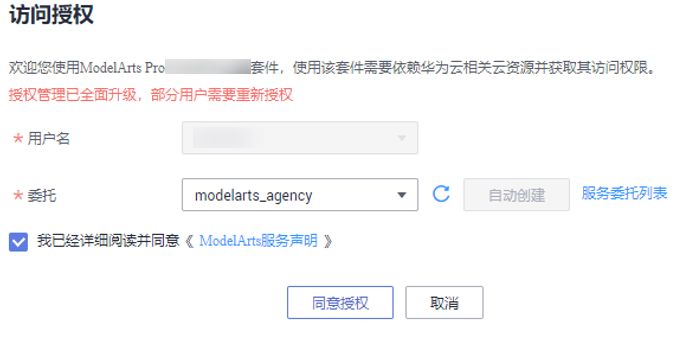 访问授权
欢迎您使用ModelArts Pro套件，使用该套件需要依赖华为云相关云资源并获取其访问权限。
授权管理已全面升级，部分用户需要重新授权
* 用户名
* 委托 modelarts_agency 自动创建 服务委托列表
我已经详细阅读并同意《 ModelArts服务声明 》
同意授权 取消